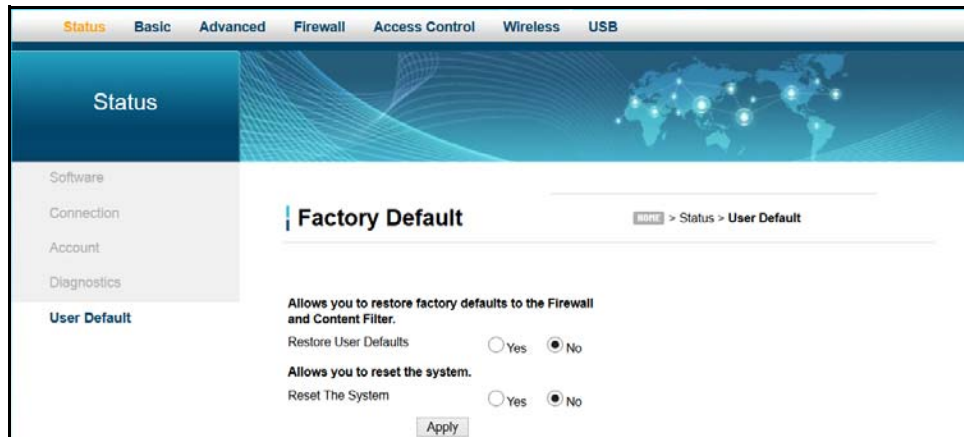 Status Basic Advanced Firewall Access Control Wireless USB
Status
Software
Connection
Account
Diagnostics
User Default
Factory Default
HOME > Status > User Default
Allows you to restore factory defaults to the Firewall
and Content Filter.
Restore User Defaults Yes No
Allows you to reset the system.
Reset The System Yes No
Apply